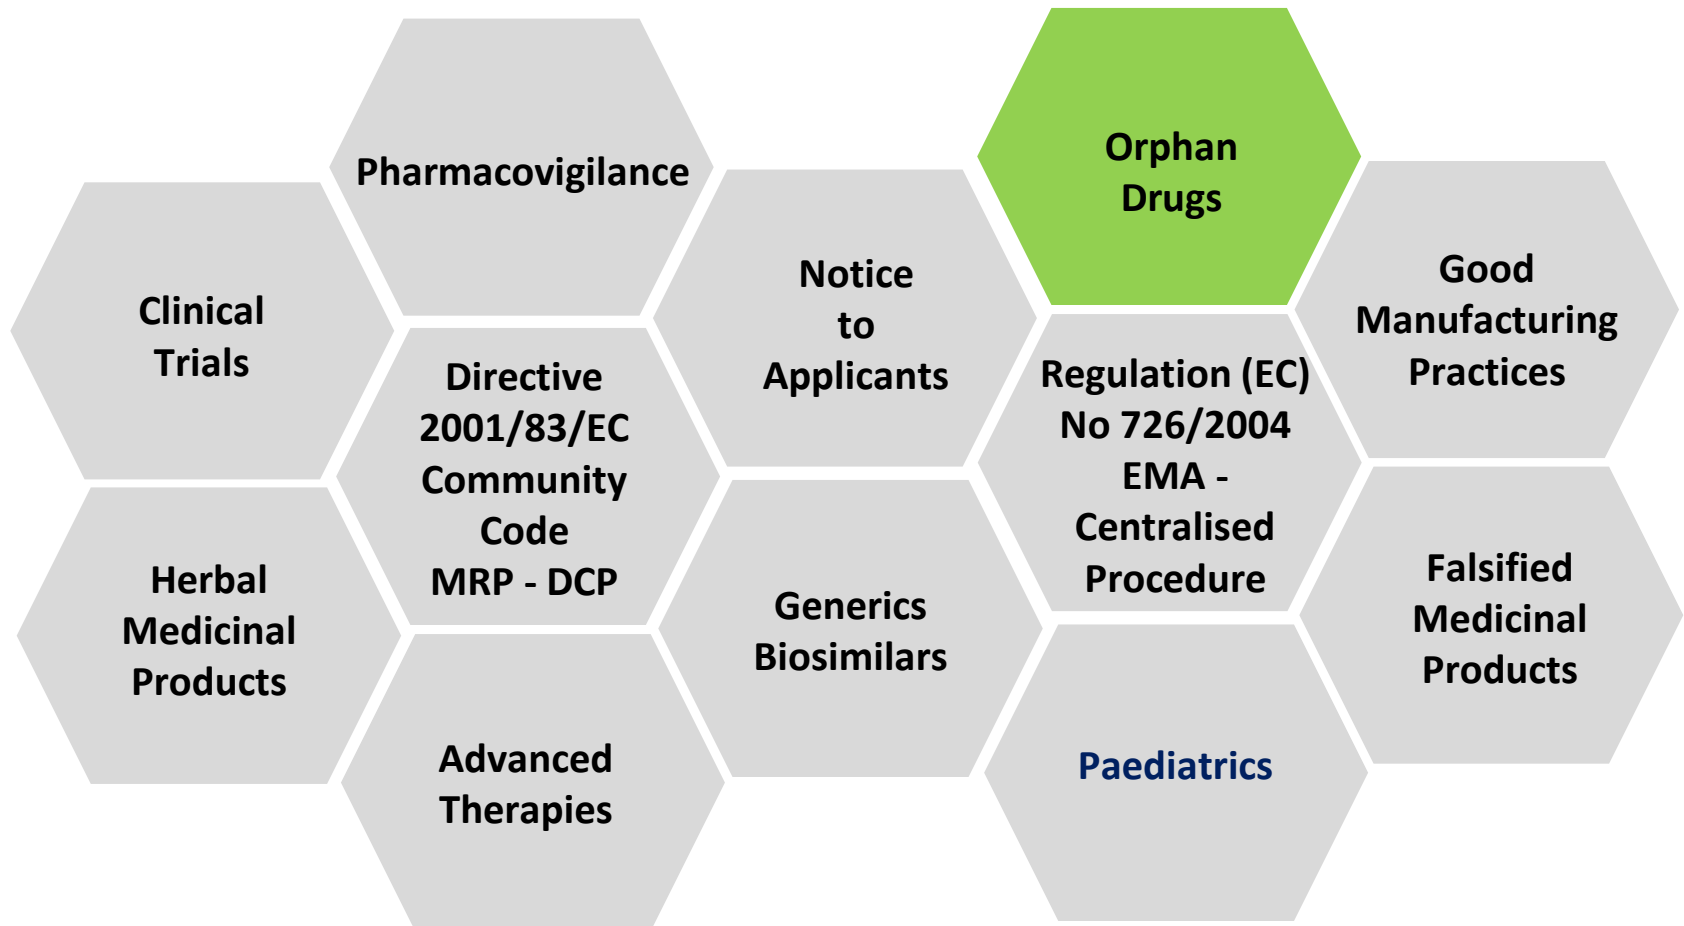 Pharmacovigilance
Orphan
Drugs
Clinical
Trials
Notice
to
Applicants
Good
Manufacturing
Practices
Directive
2001/83/EC
Community
Code
MRP - DCP
Regulation (EC)
No 726/2004
EMA -
Centralised
Procedure
Herbal
Medicinal
Products
Generics
Biosimilars
Falsified
Medicinal
Products
Advanced
Therapies
Paediatrics